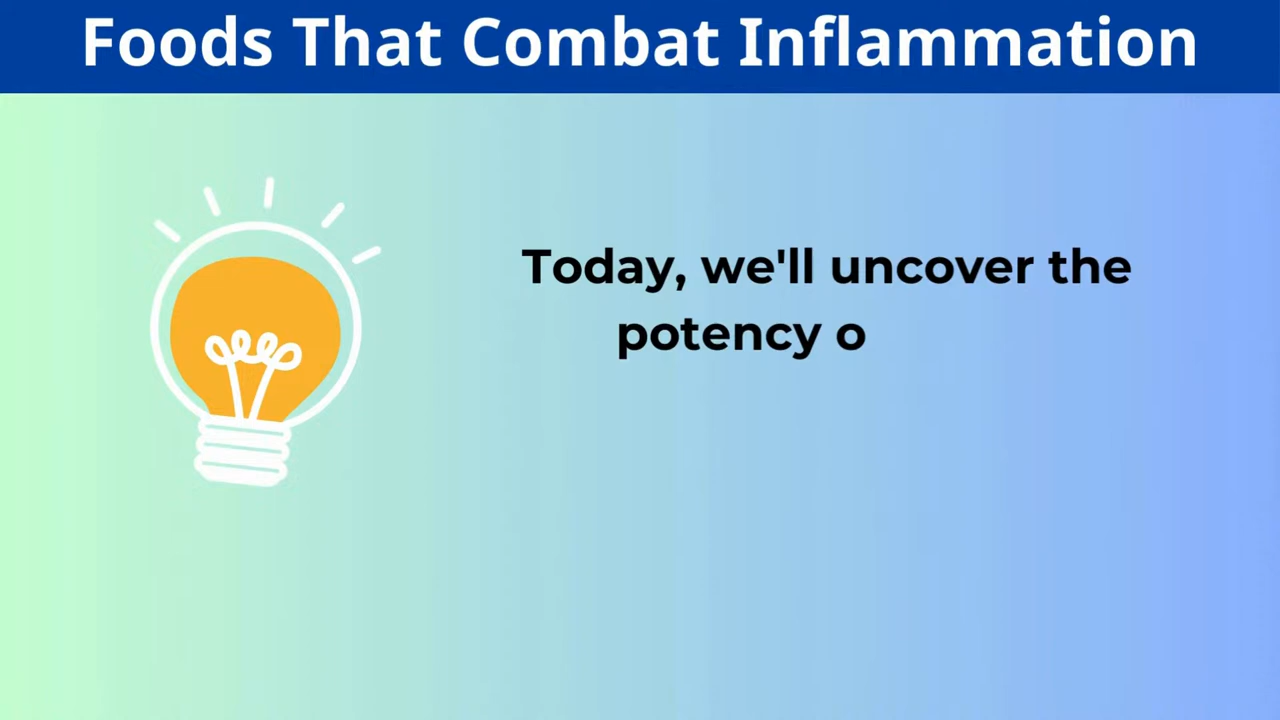 Foods That Combat Inflammation
Today, we'll uncover the
potency o